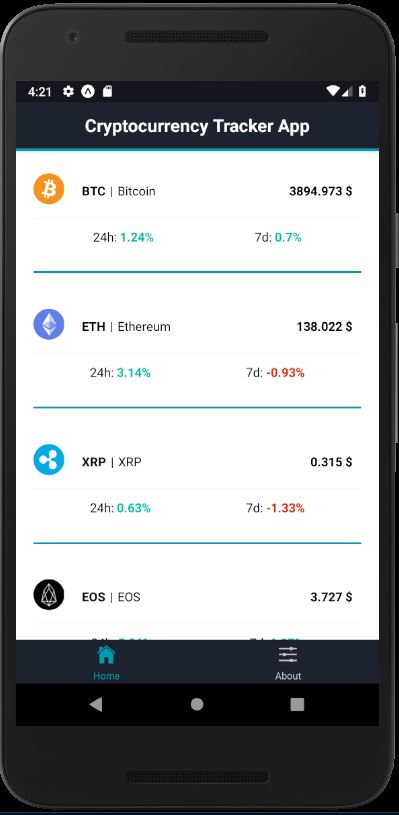 4:21
Cryptocurrency Tracker App
BTC | Bitcoin 3894.973 $
24h: 1.24% 7d: 0.7%
ETH | Ethereum 138.022 $
24h: 3.14% 7d: -0.93%
XRP | XRP 0.315 $
24h: 0.63% 7d: -1.33%
EOS | EOS 3.727 $
Home About